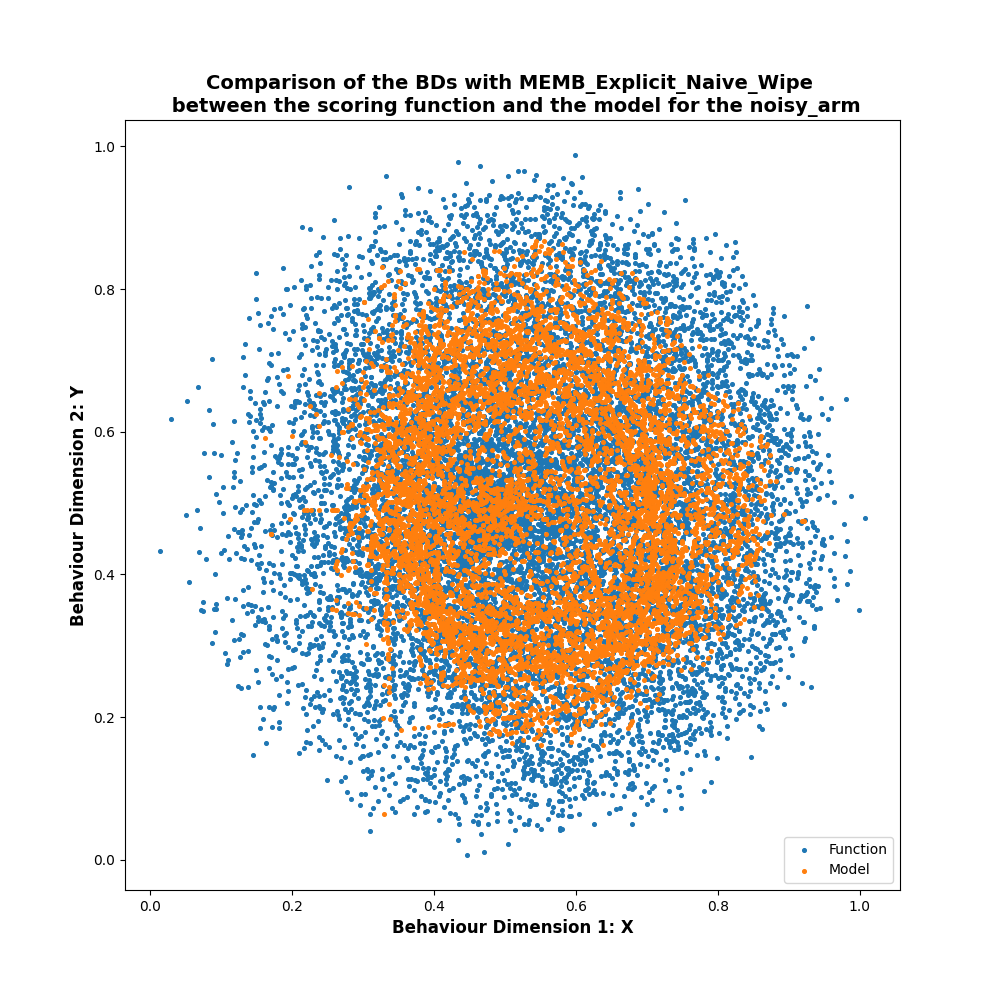 Comparison of the BDs with MEMB_Explicit_Naive_Wipe
between the scoring function and the model for the noisy_arm
1.0
0.8
0.6
0.4
0.2
0.0
Behaviour Dimension 2: Y
Function
Model
0.0 0.2 0.4 0.6 0.8 1.0
Behaviour Dimension 1: X